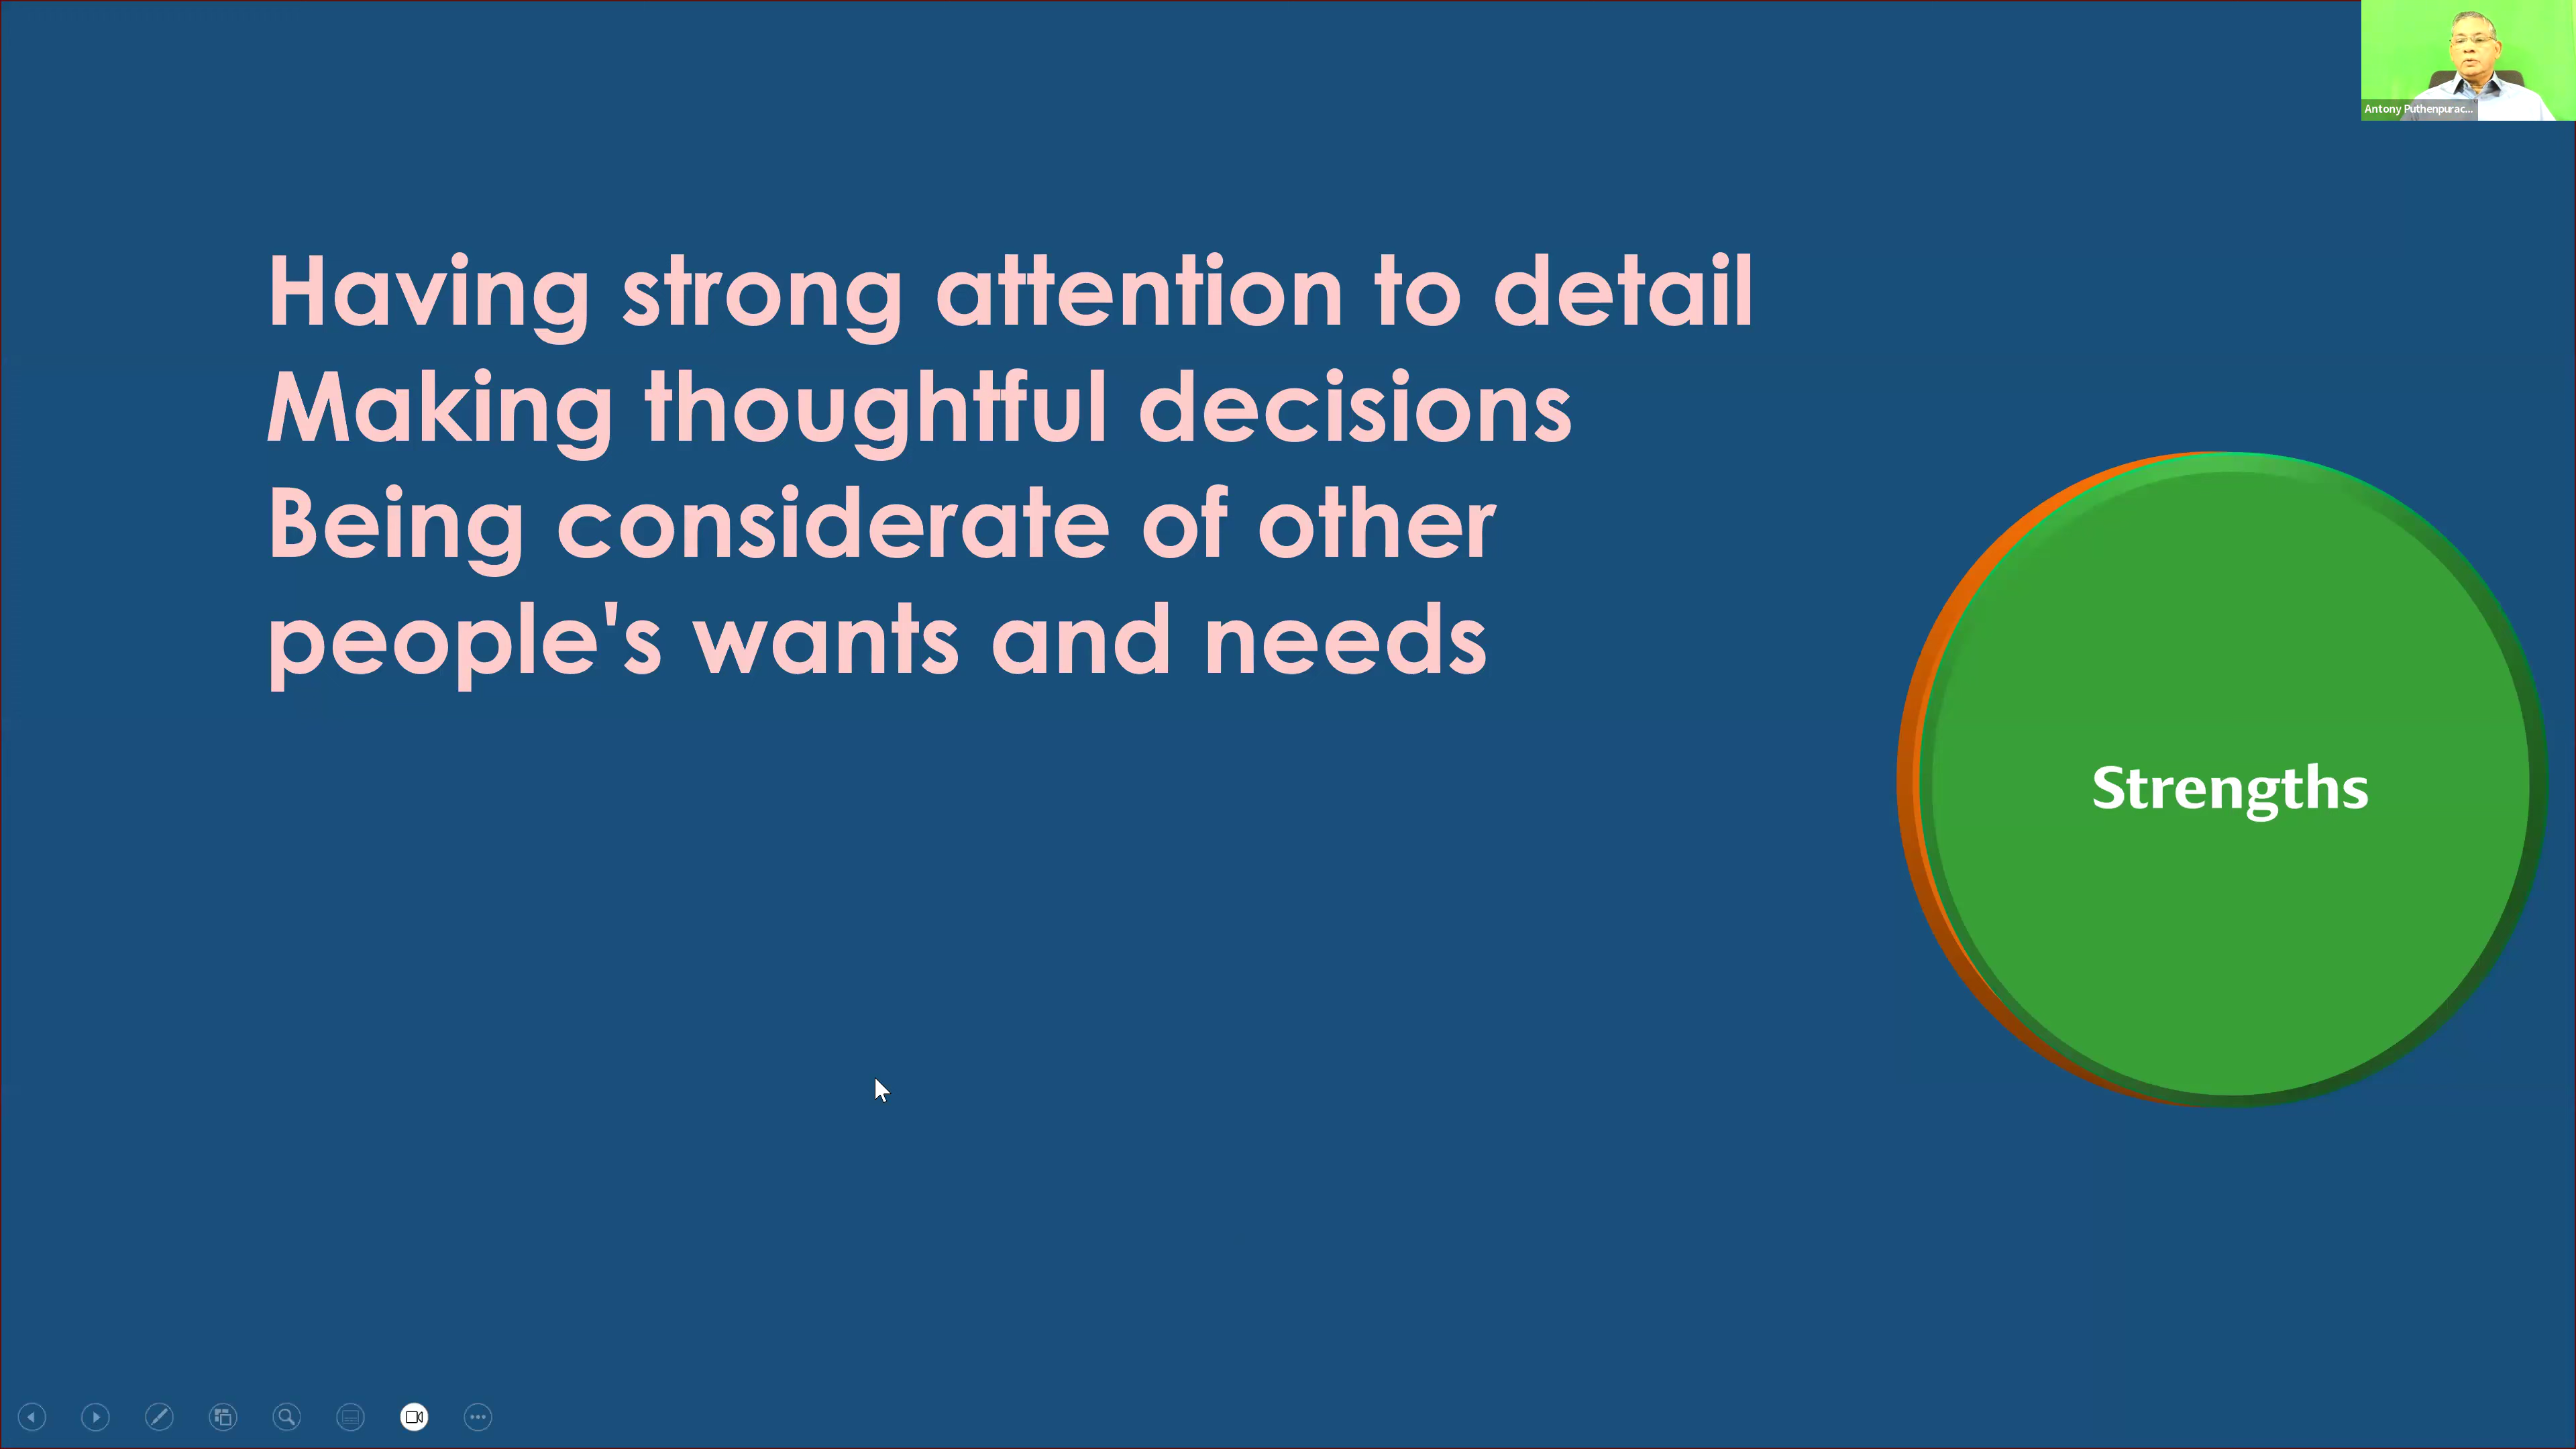 Antony Puthenpurac...
Having strong attention to detail
Making thoughtful decisions
Being considerate of other
people's wants and needs
Strengths